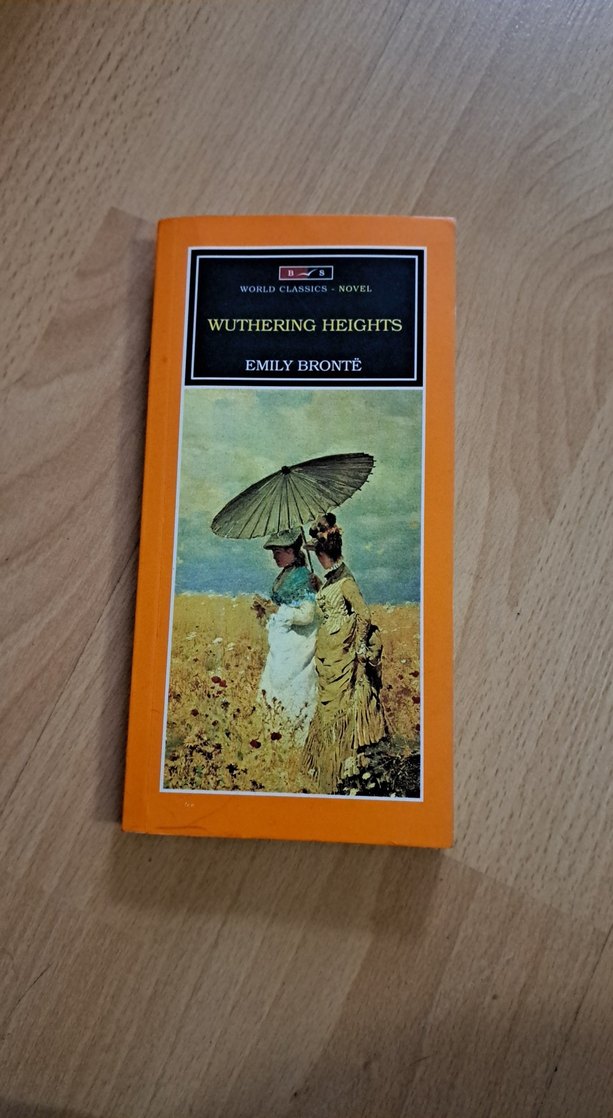 B S
WORLD CLASSICS - NOVEL
WUTHERING HEIGHTS
EMILY BRONTË